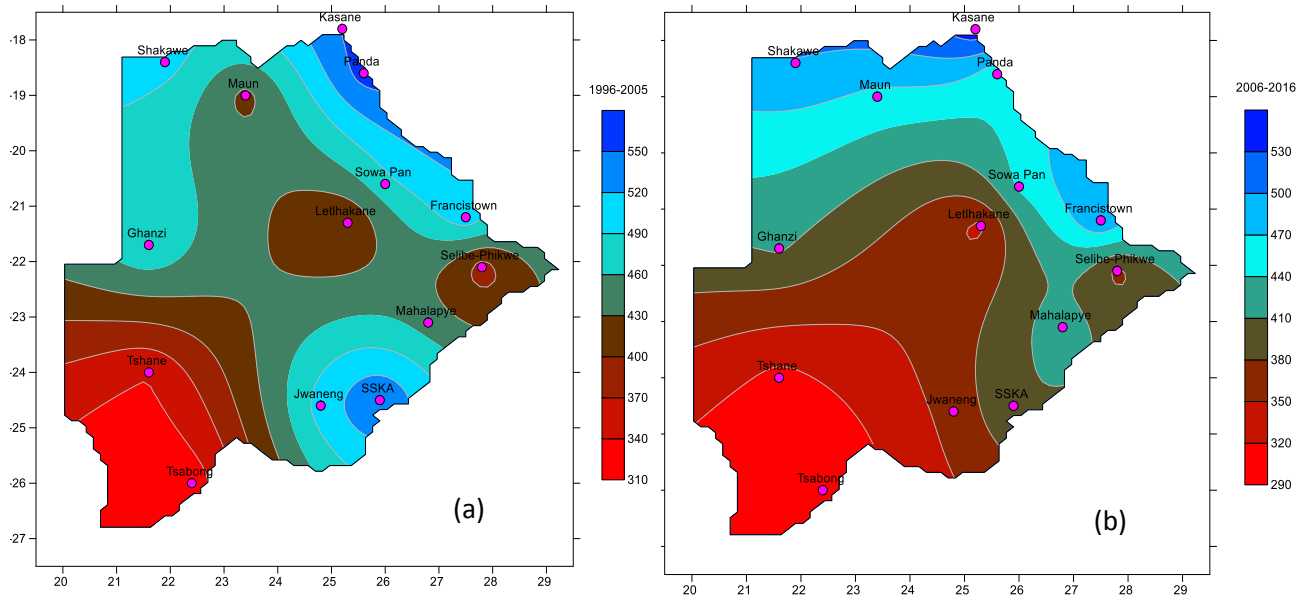 Kasane
-18
Shakawe
Panda
Maun
-19
1996-2005
550
-20
Sowa Pan
520
-21
Letlhakane
Francistown
490
Ghanzi
460
-22
Selibe-Phikwe
430
-23
Mahalapye
400
Tshane
-24
370
Jwaneng
SSKA
340
-25
310
Tsabong
-26
(a)
-27
20 21 22 23 24 25 26 27 28 29
Kasane
Shakawe
Panda
Maun
2006-2016
530
500
Sowa Pan
470
Letlhakane
Francistown
440
Ghanzi
Selibe-Phikwe
410
Mahalapye
380
Tshane
350
Jwaneng
SSKA
320
Tsabong
290
(b)
20 21 22 23 24 25 26 27 28 29